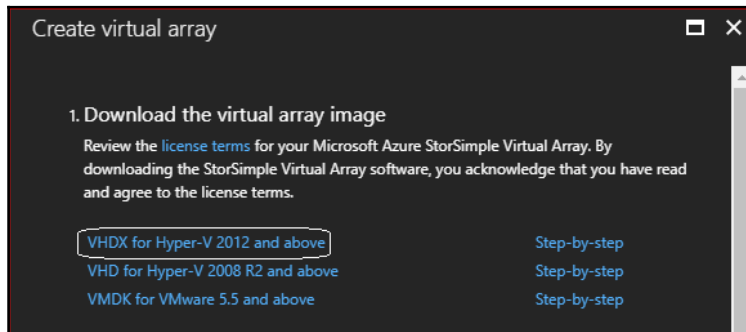 Create virtual array
1. Download the virtual array image
Review the license terms for your Microsoft Azure StorSimple Virtual Array. By
downloading the StorSimple Virtual Array software, you acknowledge that you have read
and agree to the license terms.
VHDX for Hyper-V 2012 and above Step-by-step
VHD for Hyper-V 2008 R2 and above Step-by-step
VMDK for VMware 5.5 and above Step-by-step